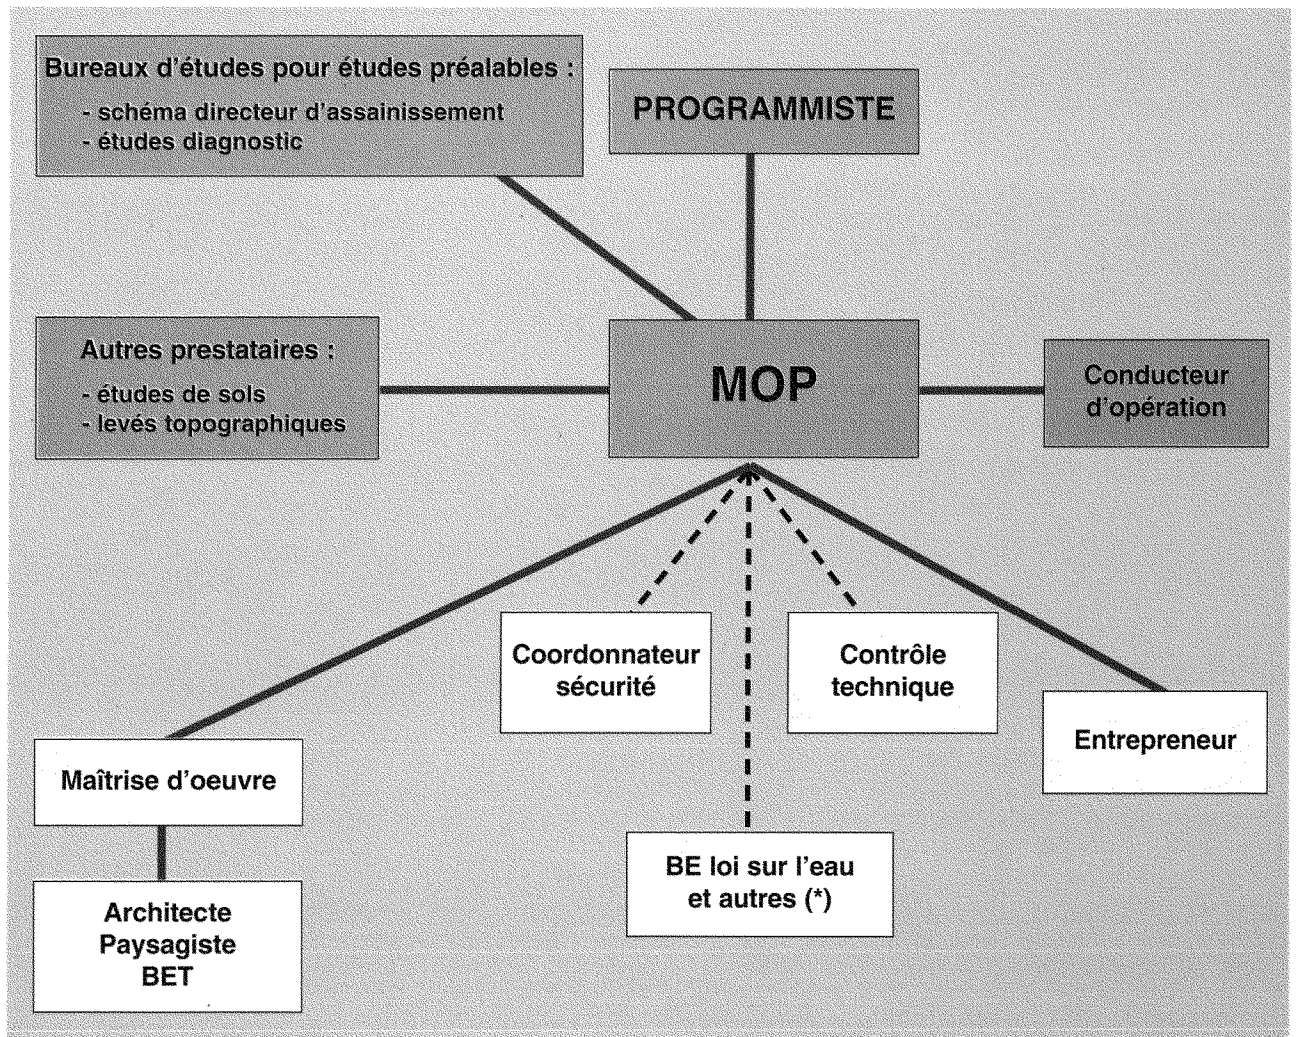 Bureaux d'études pour études préalables :
- schéma directeur d'assainissement
- études diagnostic
PROGRAMMISTE
Autres prestataires :
- études de sols
- levés topographiques
MOP
Conducteur
d'opération
Coordonnateur
sécurité
Contrôle
technique
Entrepreneur
Maîtrise d'oeuvre
BE loi sur l'eau
et autres (*)
Architecte
Paysagiste
BET